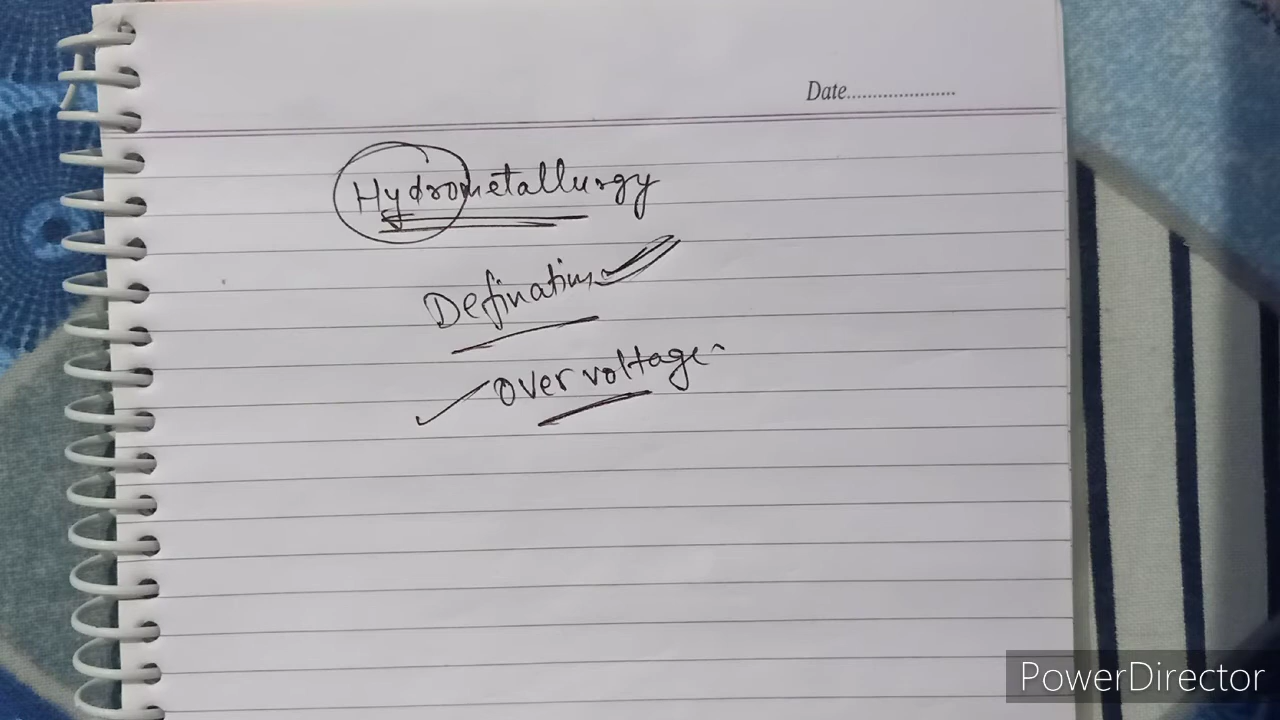 Date.....................
Hydrometallurgy
Defination
Over voltage
PowerDirector